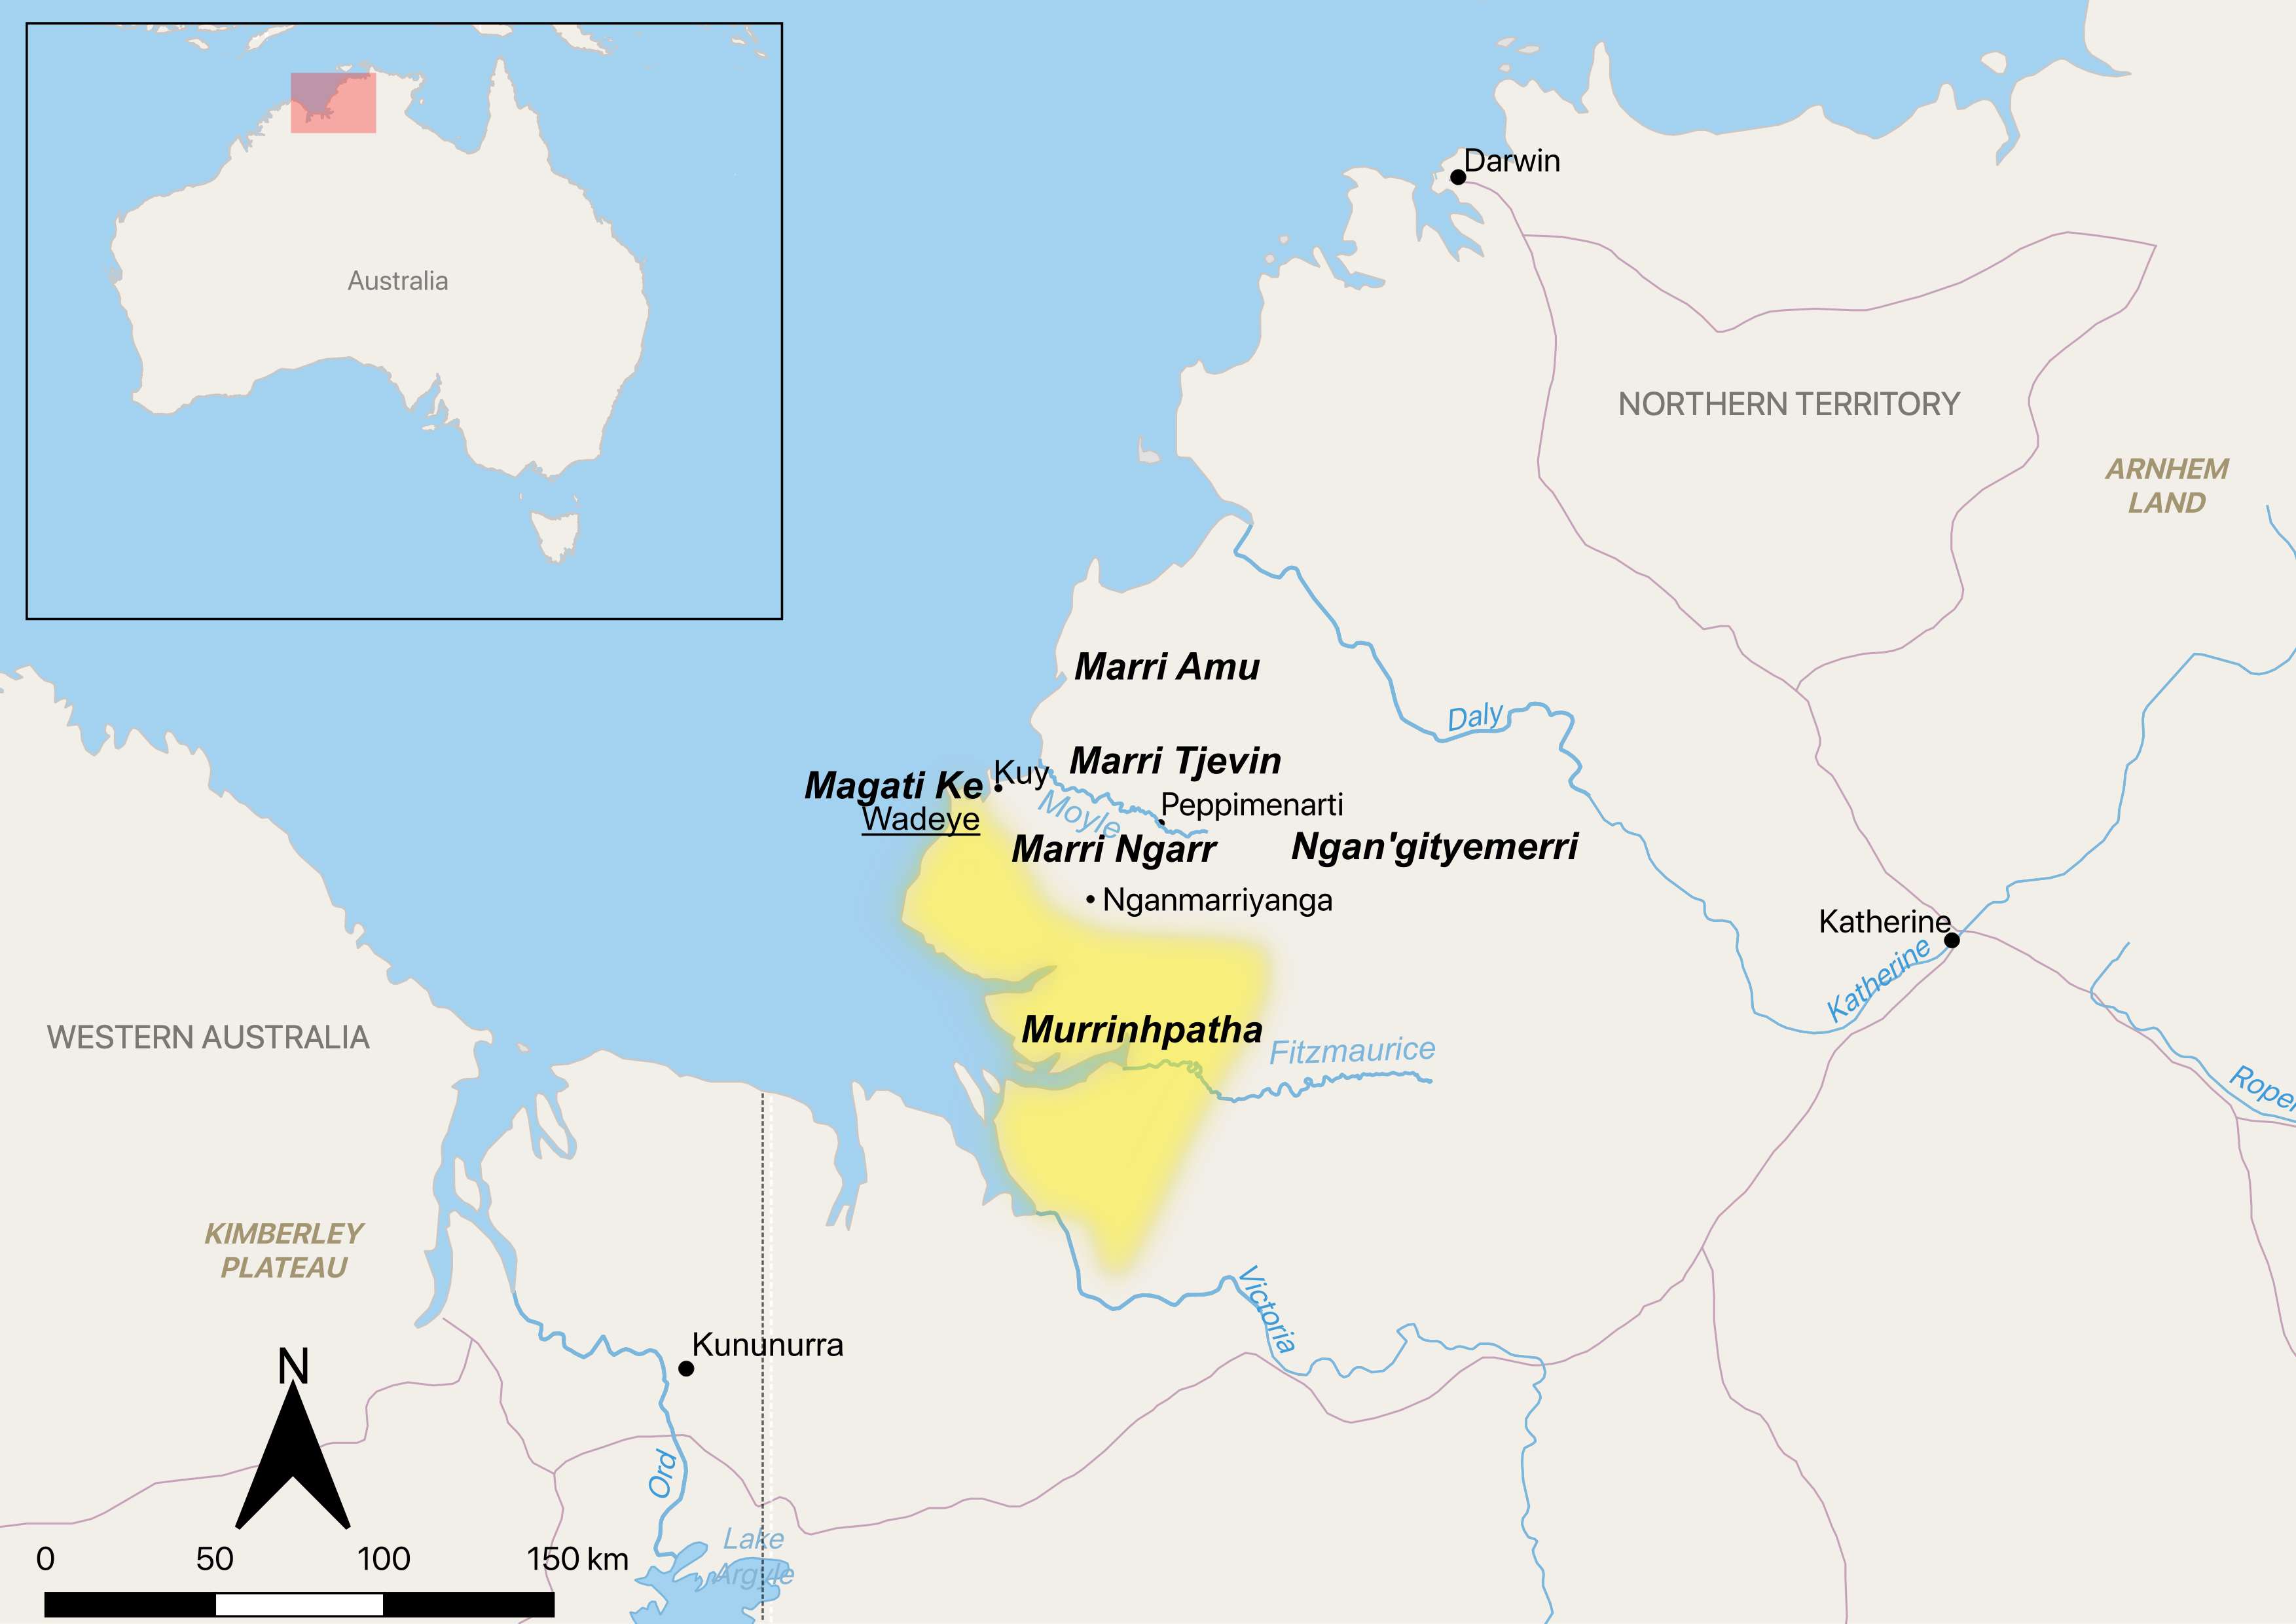 Australia
Darwin
NORTHERN TERRITORY
ARNHEM
LAND
Marri Amu
Daly
Marri Tjevin
Kuy
Magati Ke
Wadeye
Moyle
Peppimenarti
Marri Ngarr
Ngan'gityemerri
Nganmarriyanga
Katherine
Katherine
WESTERN AUSTRALIA
Murrinhpatha
Fitzmaurice
Roper
KIMBERLEY
PLATEAU
Victoria
Kununurra
N
Ord
Lake
Argyle
0 50 100 150 km